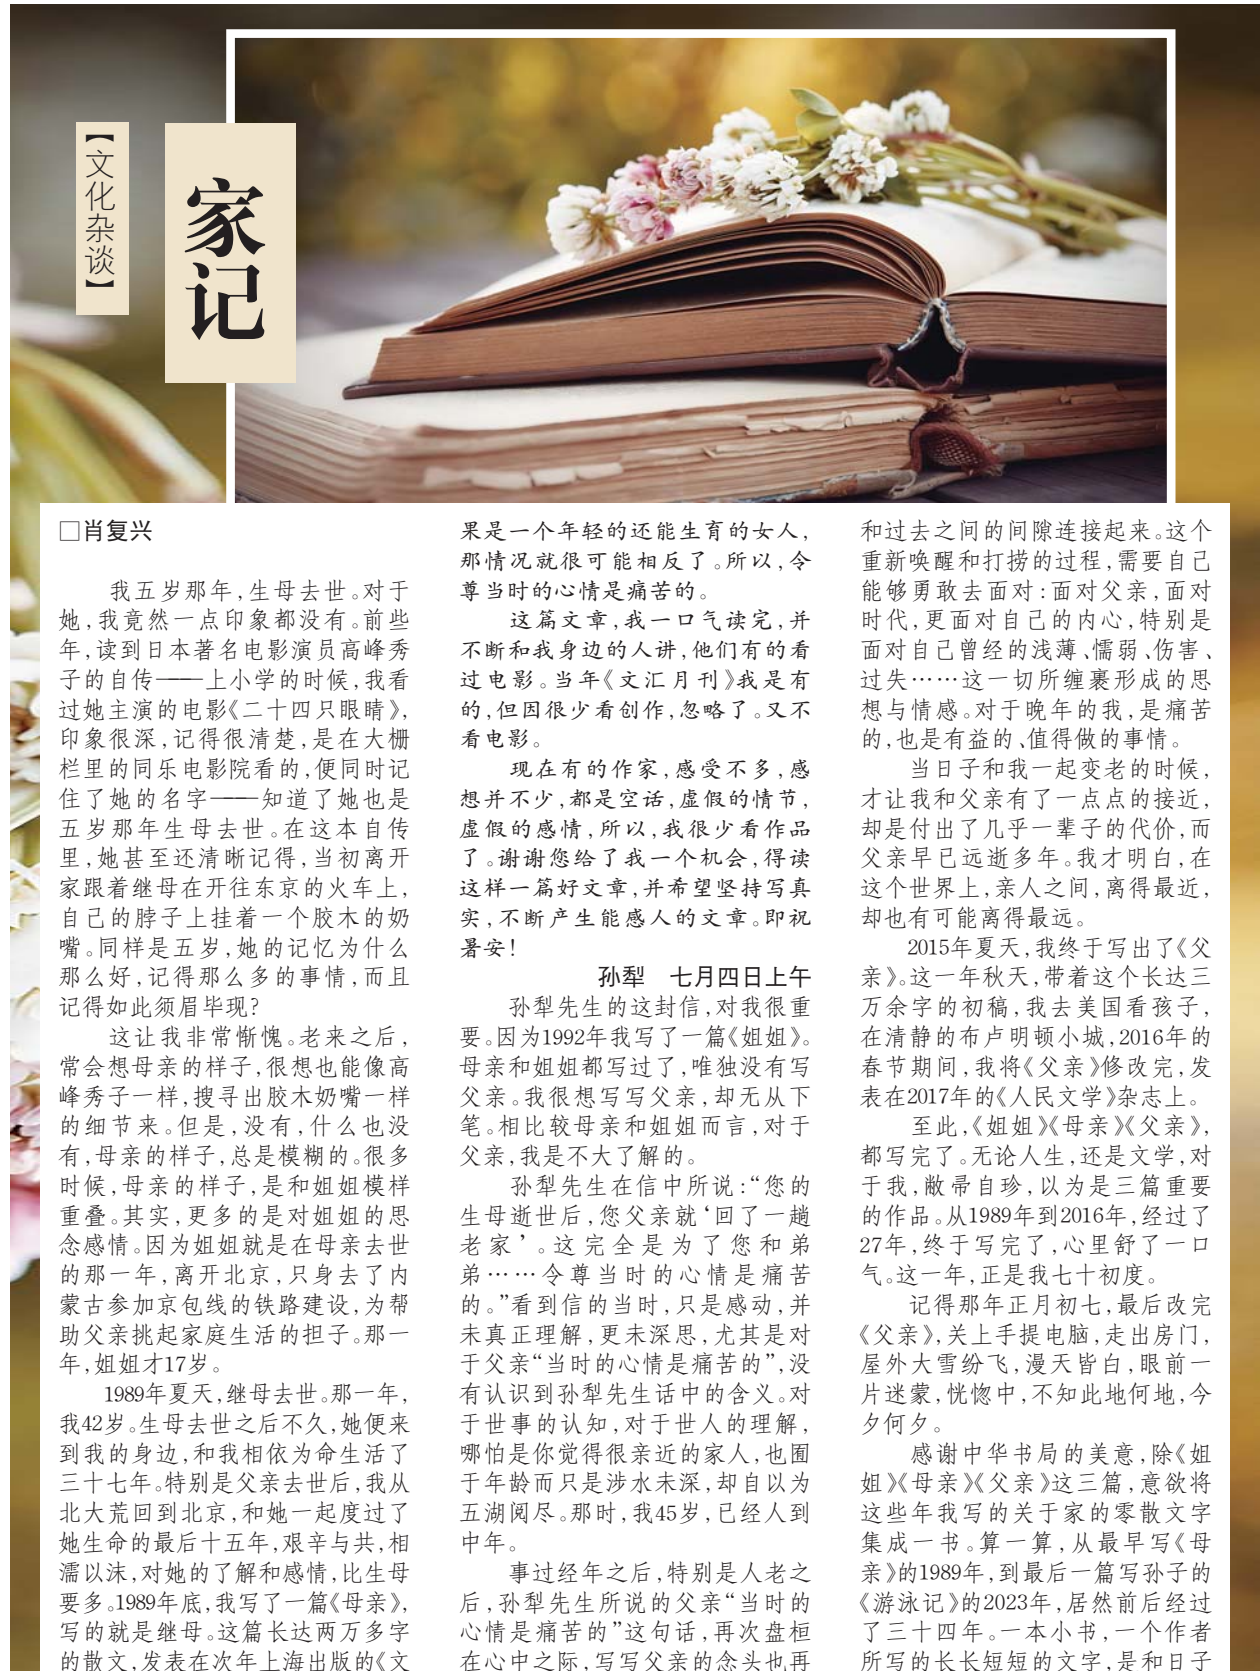 【文化杂谈】
家记
□肖复兴
我五岁那年,生母去世。对于
她,我竟然一点印象都没有。前些
年,读到日本著名电影演员高峰秀
子的自传——上小学的时候,我看
过她主演的电影《二十四只眼睛》,
印象很深,记得很清楚,是在大栅
栏里的同乐电影院看的,便同时记
住了她的名字——知道了她也是
五岁那年生母去世。在这本自传
里,她甚至还清晰记得,当初离开
家跟着继母在开往东京的火车上,
自己的脖子上挂着一个胶木的奶
嘴。同样是五岁,她的记忆为什么
那么好,记得那么多的事情,而且
记得如此须眉毕现?
这让我非常惭愧。老来之后,
常会想母亲的样子,很想也能像高
峰秀子一样,搜寻出胶木奶嘴一样
的细节来。但是,没有,什么也没
有,母亲的样子,总是模糊的。很多
时候,母亲的样子,是和姐姐模样
重叠。其实,更多的是对姐姐的思
念感情。因为姐姐就是在母亲去世
的那一年,离开北京,只身去了内
蒙古参加京包线的铁路建设,为帮
助父亲挑起家庭生活的担子。那一
年,姐姐才17岁。
1989年夏天,继母去世。那一年,
我42岁。生母去世之后不久,她便来
到我的身边,和我相依为命生活了
三十七年。特别是父亲去世后,我从
北大荒回到北京,和她一起度过了
她生命的最后十五年,艰辛与共,相
濡以沫,对她的了解和感情,比生母
要多。1989年底,我写了一篇《母亲》,
写的就是继母。这篇长达两万多字
的散文,发表在次年上海出版的《文
果是一个年轻的还能生育的女人,
那情况就很可能相反了。所以,令
尊当时的心情是痛苦的。
这篇文章,我一口气读完,并
不断和我身边的人讲,他们有的看
过电影。当年《文汇月刊》我是有
的,但因很少看创作,忽略了。又不
看电影。
现在有的作家,感受不多,感
想并不少,都是空话,虚假的情节,
虚假的感情,所以,我很少看作品
了。谢谢您给了我一个机会,得读
这样一篇好文章,并希望坚持写真
实,不断产生能感人的文章。即祝
暑安!
孙犁 七月四日上午
孙犁先生的这封信,对我很重
要。因为1992年我写了一篇《姐姐》。
母亲和姐姐都写过了,唯独没有写
父亲。我很想写写父亲,却无从下
笔。相比较母亲和姐姐而言,对于
父亲,我是不大了解的。
孙犁先生在信中所说:“您的
生母逝世后,您父亲就‘回了一趟
老家’。这完全是为了您和弟
弟……令尊当时的心情是痛苦
的。”看到信的当时,只是感动,并
未真正理解,更未深思,尤其是对
于父亲“当时的心情是痛苦的”,没
有认识到孙犁先生话中的含义。对
于世事的认知,对于世人的理解,
哪怕是你觉得很亲近的家人,也囿
于年龄而只是涉水未深,却自以为
五湖阅尽。那时,我45岁,已经人到
中年。
事过经年之后,特别是人老之
后,孙犁先生所说的父亲“当时的
心情是痛苦的”这句话,再次盘桓
在心中之际,写写父亲的念头也再
和过去之间的间隙连接起来。这个
重新唤醒和打捞的过程,需要自己
能够勇敢去面对:面对父亲,面对
时代,更面对自己的内心,特别是
面对自己曾经的浅薄、懦弱、伤害、
过失……这一切所缠裹形成的思
想与情感。对于晚年的我,是痛苦
的,也是有益的、值得做的事情。
当日子和我一起变老的时候,
才让我和父亲有了一点点的接近,
却是付出了几乎一辈子的代价,而
父亲早已远逝多年。我才明白,在
这个世界上,亲人之间,离得最近,
却也有可能离得最远。
2015年夏天,我终于写出了《父
亲》。这一年秋天,带着这个长达三
万余字的初稿,我去美国看孩子,
在清静的布卢明顿小城,2016年的
春节期间,我将《父亲》修改完,发
表在2017年的《人民文学》杂志上。
至此,《姐姐》《母亲》《父亲》,
都写完了。无论人生,还是文学,对
于我,敝帚自珍,以为是三篇重要
的作品。从1989年到2016年,经过了
27年,终于写完了,心里舒了一口
气。这一年,正是我七十初度。
记得那年正月初七,最后改完
《父亲》,关上手提电脑,走出房门,
屋外大雪纷飞,漫天皆白,眼前一
片迷蒙,恍惚中,不知此地何地,今
夕何夕。
感谢中华书局的美意,除《姐
姐》《母亲》《父亲》这三篇,意欲将
这些年我写的关于家的零散文字
集成一书。算一算,从最早写《母
亲》的1989年,到最后一篇写孙子的
《游泳记》的2023年,居然前后经过
了三十四年。一本小书,一个作者
所写的长长短短的文字,是和日子